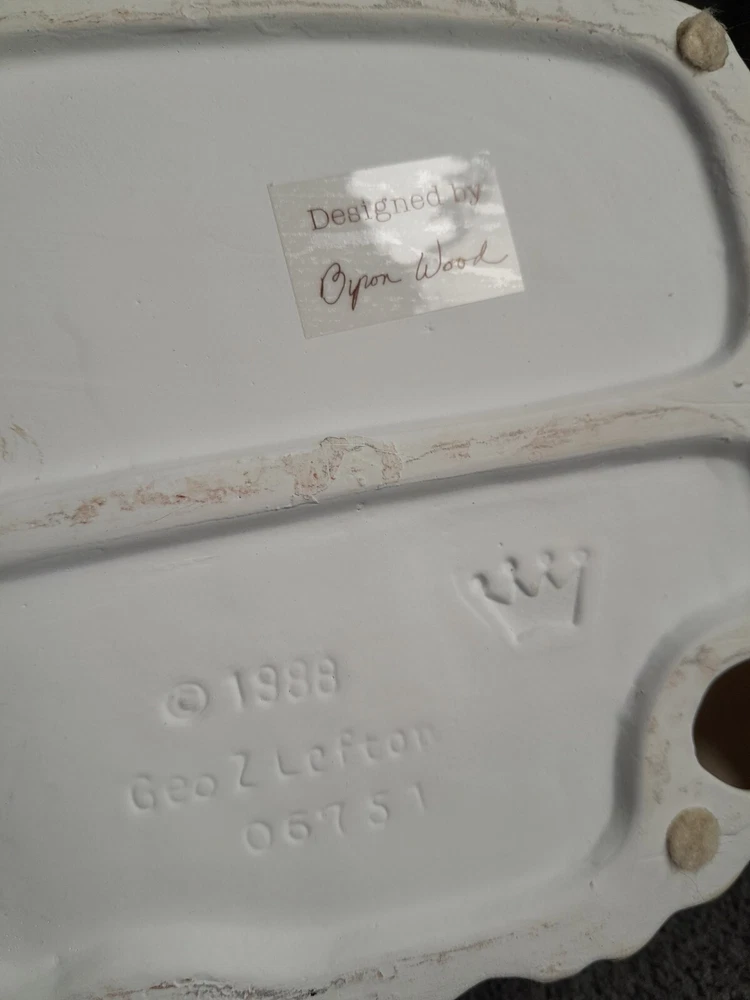 Designed by
Byron Wood
© 1988
Geo Z Lefton
06751